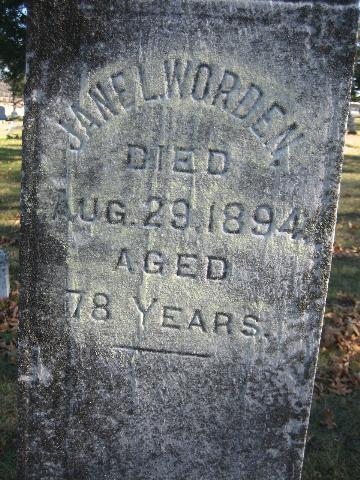 JANE L. WORDEN.
DIED
AUG. 29, 1894.
AGED
78 YEARS.